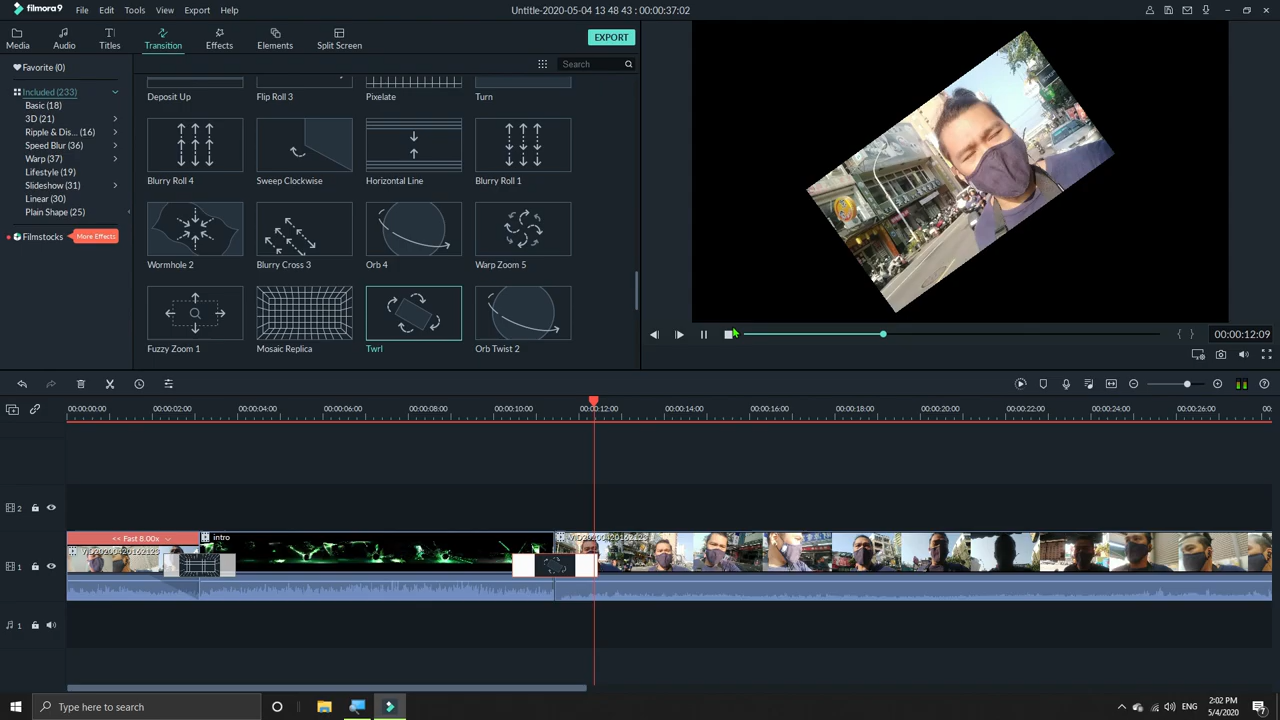 filmora9
File
Edit
Tools
View
Export
Help
Untitle-2020-05-04 13 48 43 : 00:00:37:02
Media
Audio
Titles
Transition
Effects
Elements
Split Screen
EXPORT
Favorite (0)
Included (233)
Basic (18)
3D (21)
Ripple & Dis... (16)
Speed Blur (36)
Warp (37)
Lifestyle (19)
Slideshow (31)
Linear (30)
Plain Shape (25)
Filmstocks
More Effects
Search
Deposit Up
Flip Roll 3
Pixelate
Turn
Blurry Roll 4
Sweep Clockwise
Horizontal Line
Blurry Roll 1
Wormhole 2
Blurry Cross 3
Orb 4
Warp Zoom 5
Fuzzy Zoom 1
Mosaic Replica
Twrl
Orb Twist 2
00:00:12:09
00:00:00:00
00:00:02:00
00:00:04:00
00:00:06:00
00:00:08:00
00:00:10:00
00:00:12:00
00:00:14:00
00:00:16:00
00:00:18:00
00:00:20:00
00:00:22:00
00:00:24:00
00:00:26:00
00:
2
<< Fast 8.00x
intro
VID20200420162123
VID20200420162123
1
1
Type here to search
ENG
2:02 PM
5/4/2020